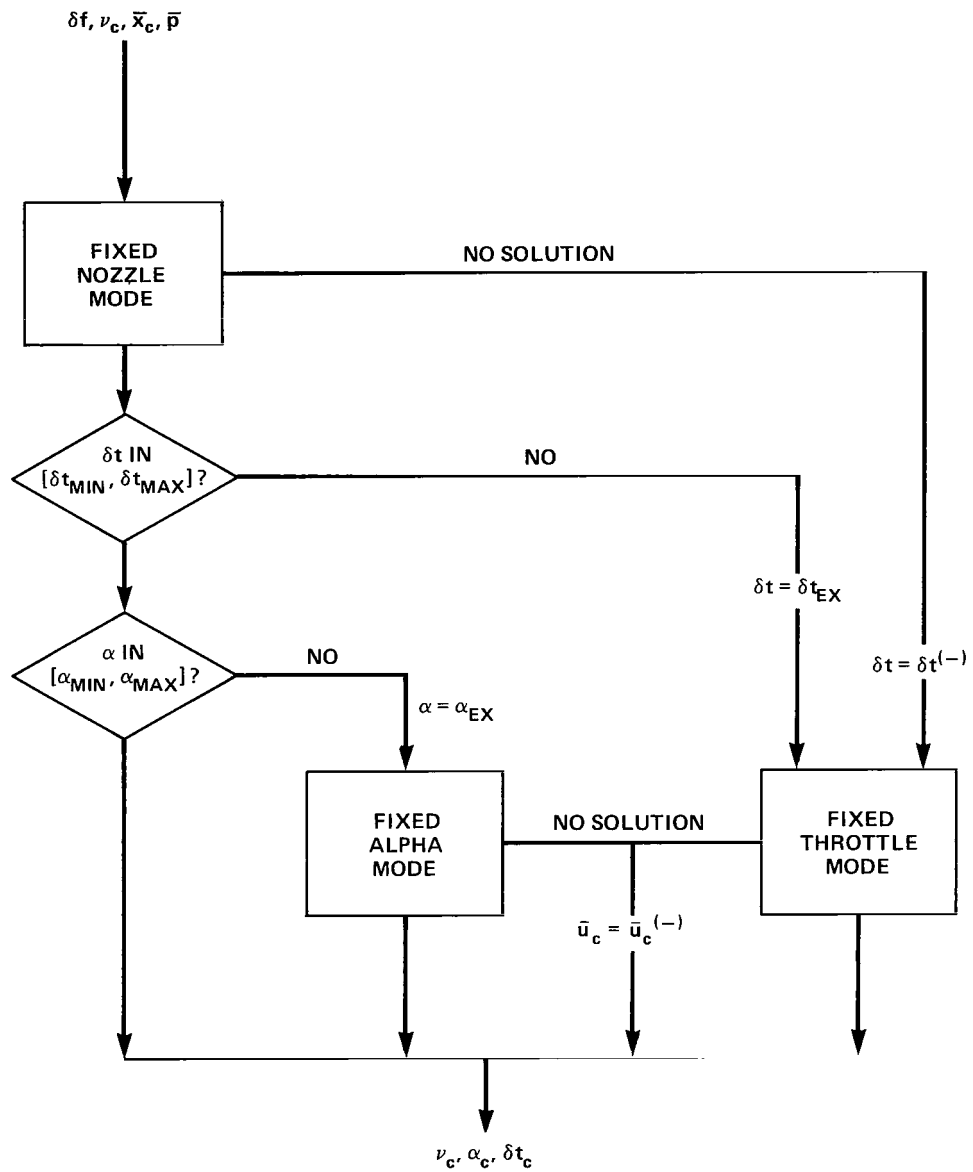 δf, ν_c, x̄_c, p̄
FIXED
NOZZLE
MODE
NO SOLUTION
δt IN
[δt_MIN, δt_MAX]?
NO
δt = δt_EX
α IN
[α_MIN, α_MAX]?
NO
α = α_EX
δt = δt^(−)
FIXED
ALPHA
MODE
NO SOLUTION
FIXED
THROTTLE
MODE
ū_c = ū_c^(−)
ν_c, α_c, δt_c